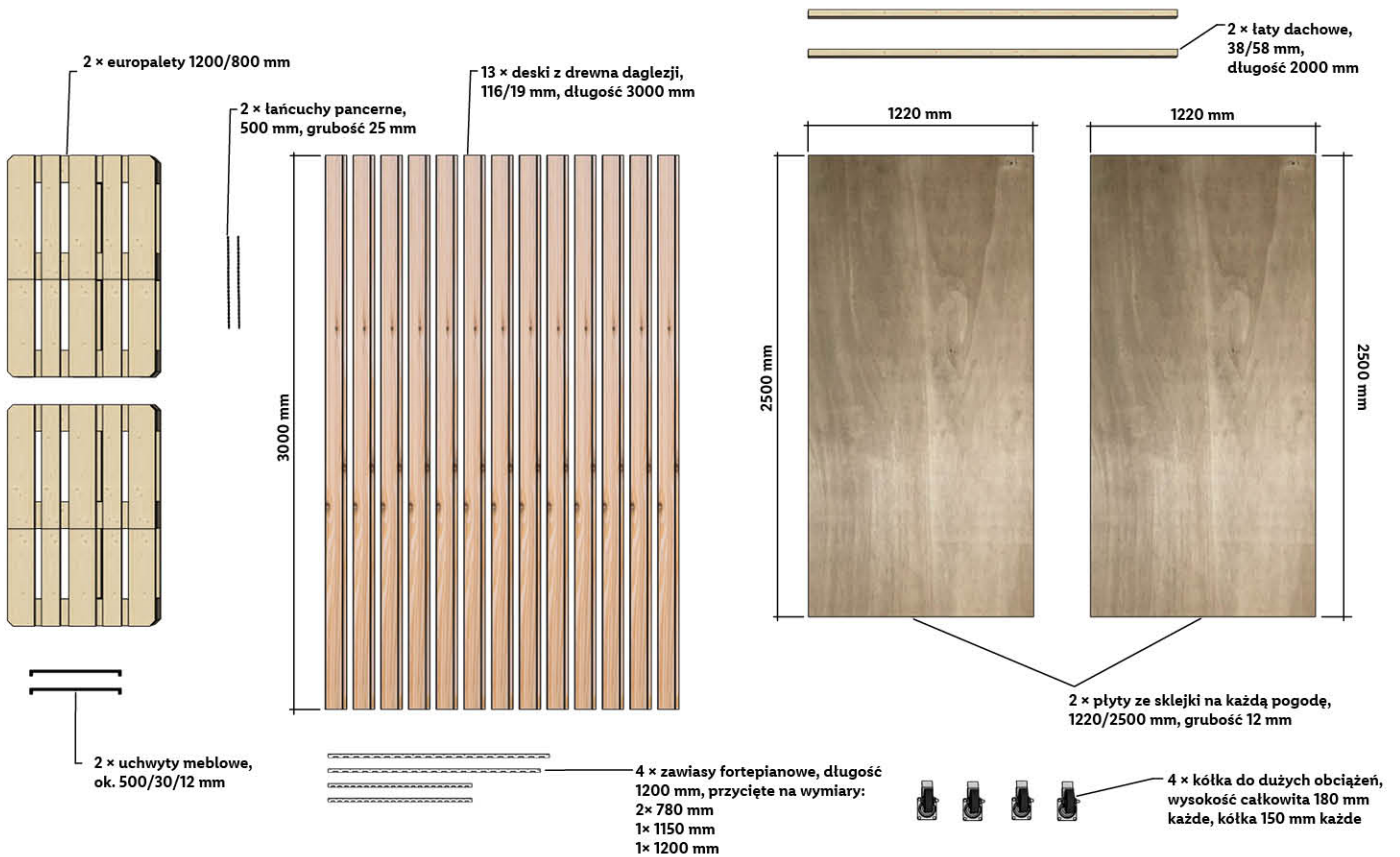 2 × europalety 1200/800 mm
2 × łańcuchy pancerne,
500 mm, grubość 25 mm
13 × deski z drewna daglezji,
116/19 mm, długość 3000 mm
2 × łaty dachowe,
38/58 mm,
długość 2000 mm
1220 mm
1220 mm
3000 mm
2500 mm
2500 mm
2 × płyty ze sklejki na każdą pogodę,
1220/2500 mm, grubość 12 mm
2 × uchwyty meblowe,
ok. 500/30/12 mm
4 × zawiasy fortepianowe, długość
1200 mm, przycięte na wymiary:
2× 780 mm
1× 1150 mm
1× 1200 mm
4 × kółka do dużych obciążeń,
wysokość całkowita 180 mm
każde, kółka 150 mm każde